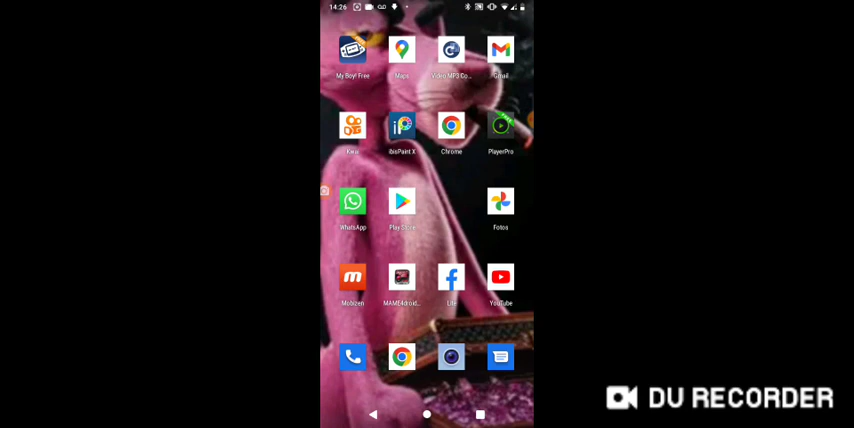 14:26
My Boy! Free
Maps
Video MP3 Co...
Gmail
FREE
Kwai
ibisPaint X
Chrome
PlayerPro
WhatsApp
Play Store
Fotos
Mobizen
MAME4droid...
Lite
YouTube
DU RECORDER